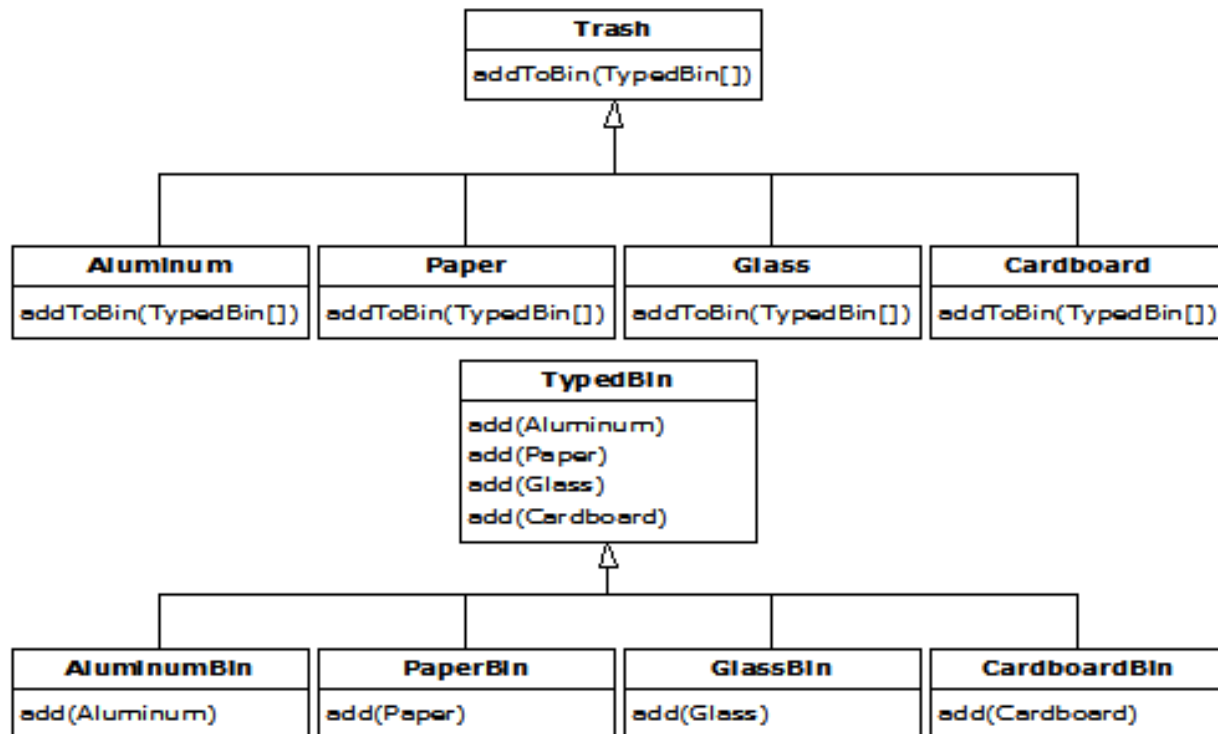 Trash
addToBin(TypedBin[])
Aluminum
Paper
Glass
Cardboard
addToBin(TypedBin[])
addToBin(TypedBin[])
addToBin(TypedBin[])
addToBin(TypedBin[])
TypedBin
add(Aluminum)
add(Paper)
add(Glass)
add(Cardboard)
AluminumBin
PaperBin
GlassBin
CardboardBin
add(Aluminum)
add(Paper)
add(Glass)
add(Cardboard)